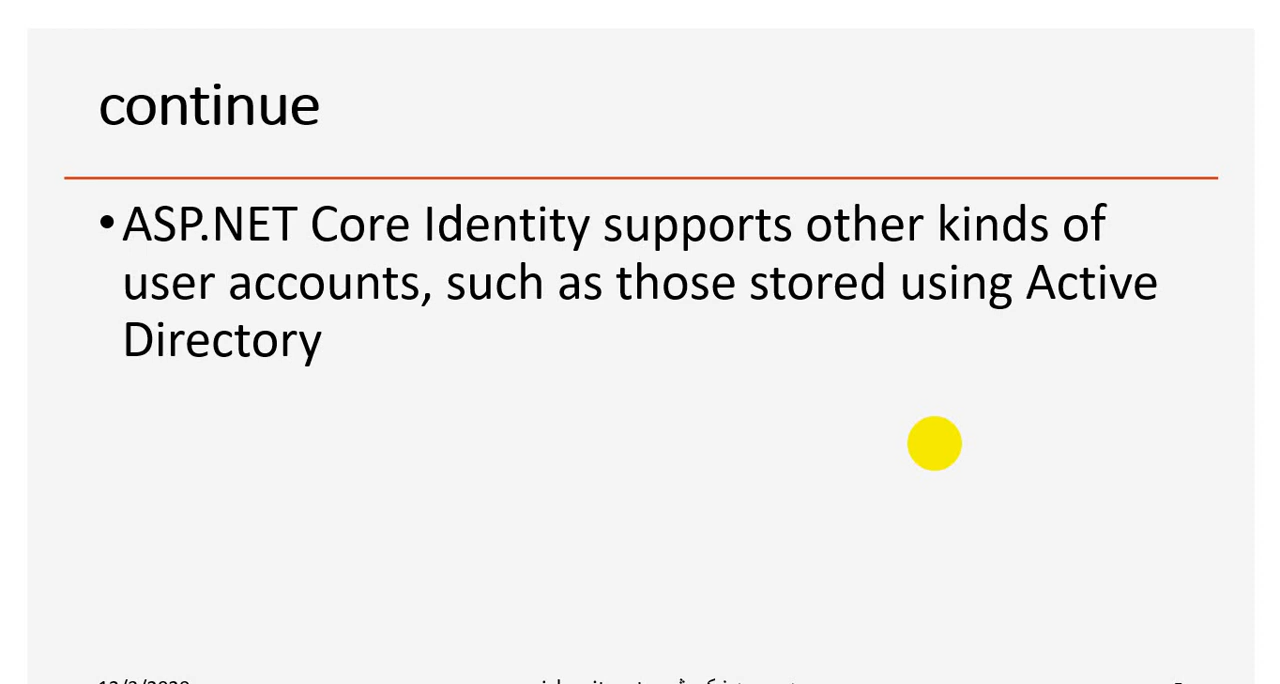 continue
• ASP.NET Core Identity supports other kinds of
user accounts, such as those stored using Active
Directory